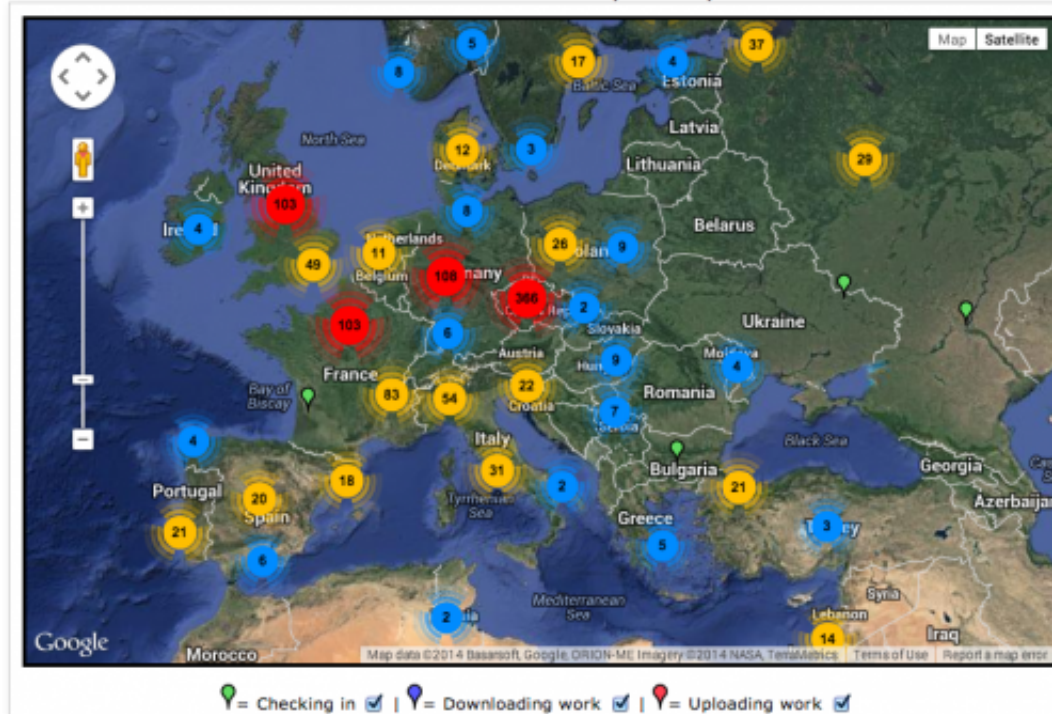 5
37
Map Satellite
8
17
4
Estonia
Baltic Sea
North Sea
Latvia
12
3
Denmark
Lithuania
29
United
Kingdom
103
8
Belarus
4
Netherlands
11
26
9
49
Belgium
108
366
2
103
Slovakia
Ukraine
6
Austria
9
Moldova
4
France
Romania
Bay of
Biscay
83
54
22
Croatia
7
Serbia
4
Italy
Black Sea
31
Bulgaria
Georgia
18
2
21
Portugal
20
Spain
Tyrrhenian
Sea
Azerbaijan
21
Greece
3
5
6
Syria
Mediterranean
Sea
Lebanon
2
14
Iraq
Google
Morocco
Map data ©2014 Basarsoft, Google, ORION-ME, Imagery ©2014 NASA, TerraMetrics Terms of Use Report a map error
= Checking in | = Downloading work | = Uploading work